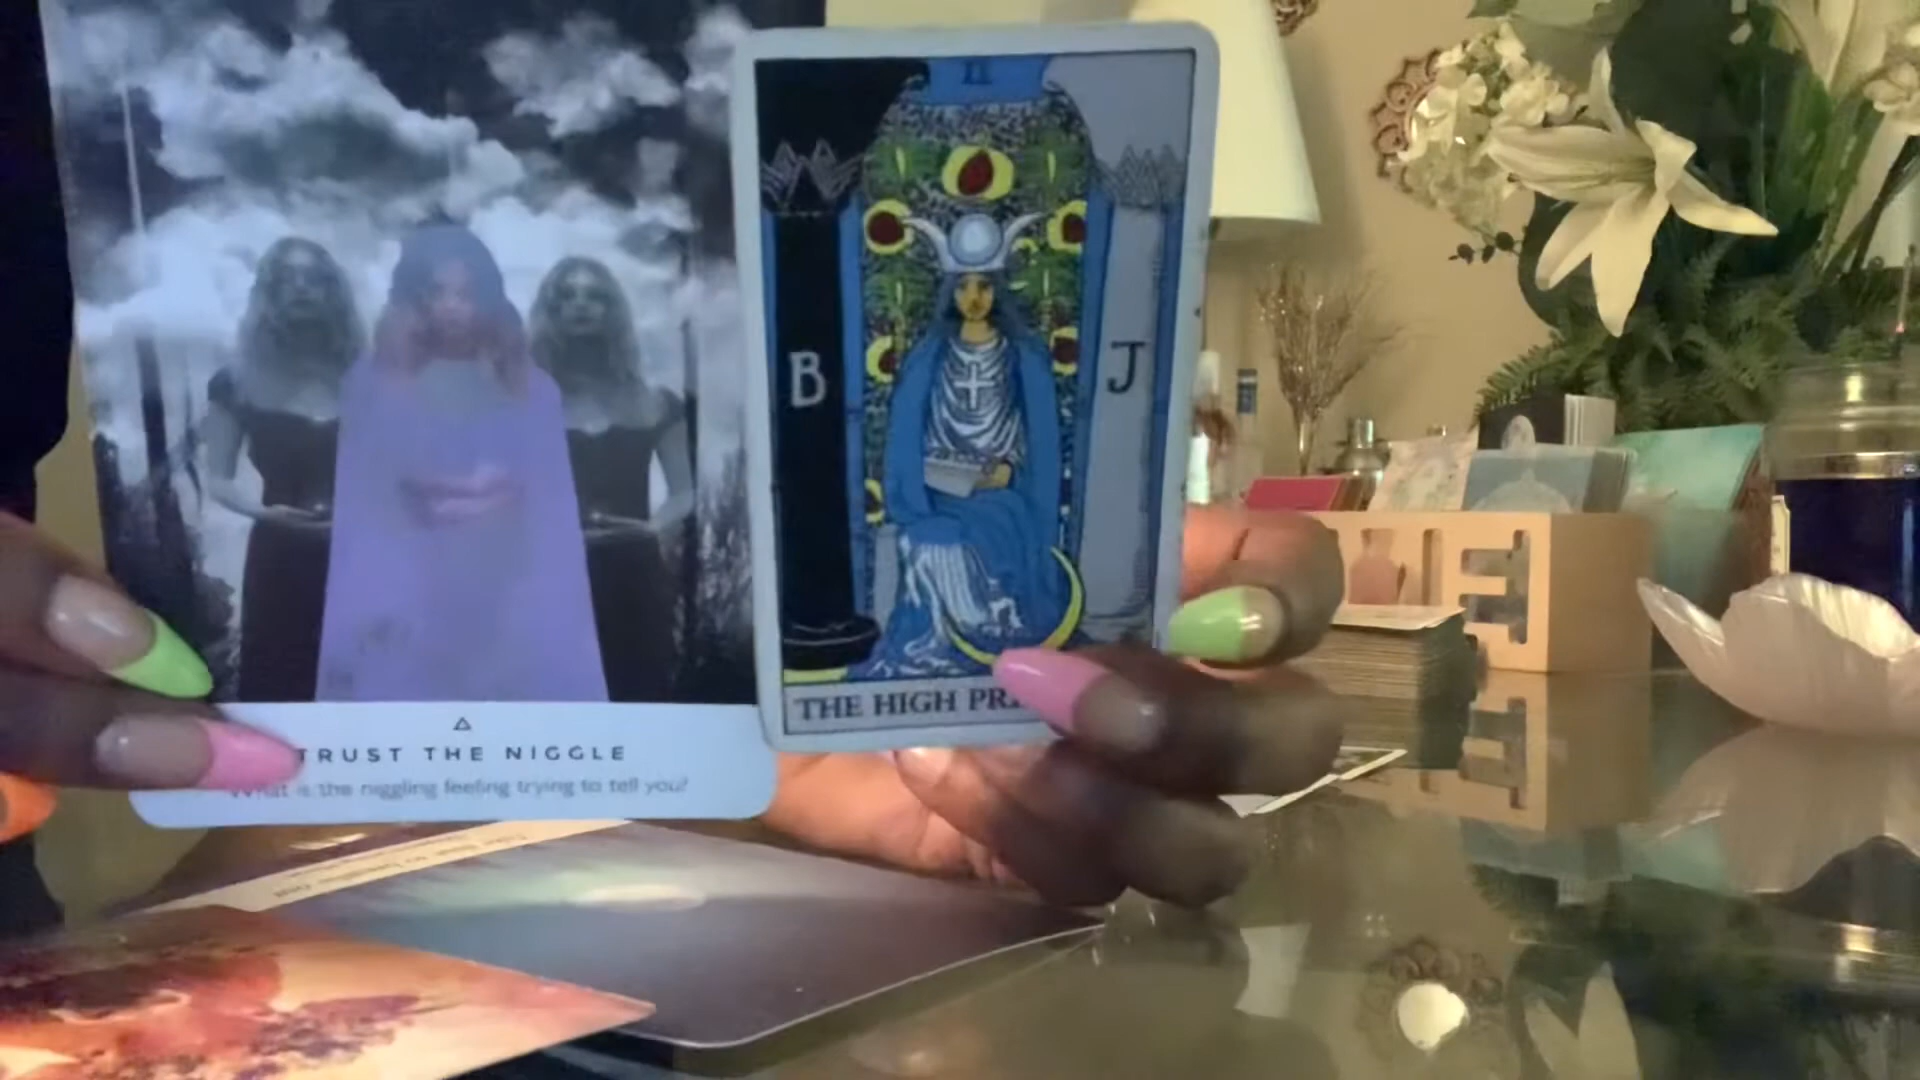 TRUST THE NIGGLE
What is the niggling feeling trying to tell you?
II
B
J
THE HIGH PR